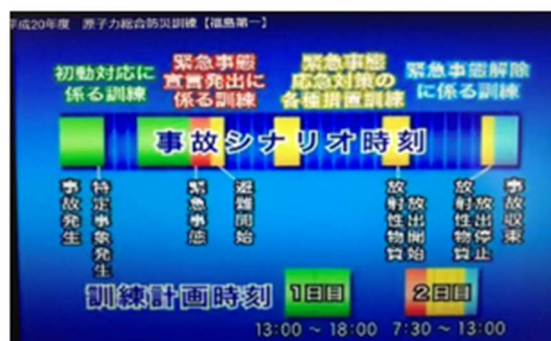 平成20年度 原子力総合防災訓練【福島第一】
初動対応に
係る訓練
緊急事態
宣言発出に
係る訓練
緊急事態
応急対策の
各種措置訓練
緊急事態解除
に係る訓練
事故シナリオ時刻
事故発生
特定事象発生
緊急事態
避難開始
放射性物質
放出開始
放射性物質
放出停止
事故収束
訓練計画時刻
1日目
2日目
13:00 ～ 18:00
7:30 ～ 13:00